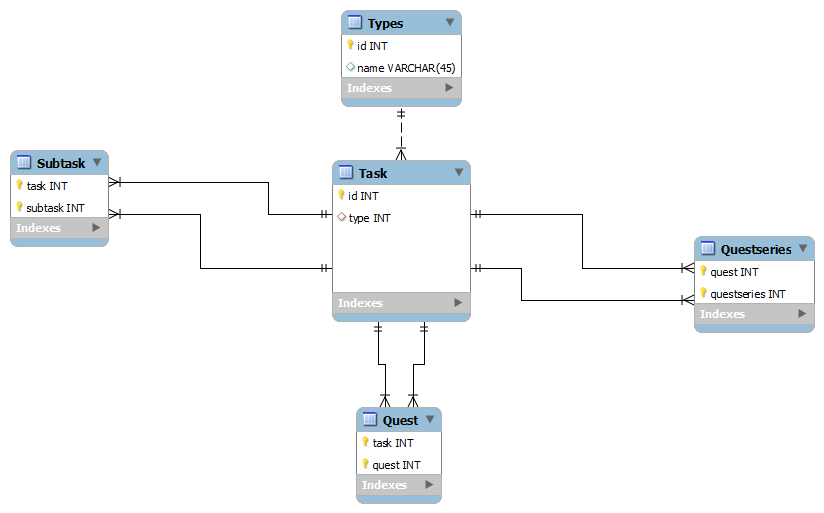 Types
id INT
name VARCHAR(45)
Indexes
Subtask
task INT
subtask INT
Indexes
Task
id INT
type INT
Indexes
Questseries
quest INT
questseries INT
Indexes
Quest
task INT
quest INT
Indexes